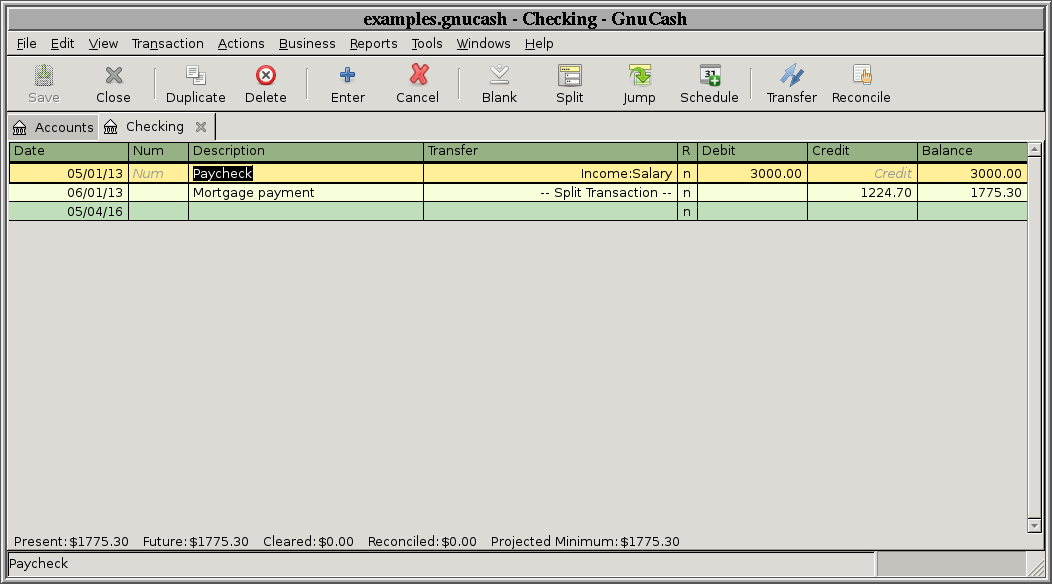 examples.gnucash - Checking - GnuCash
File Edit View Transaction Actions Business Reports Tools Windows Help
Save Close Duplicate Delete Enter Cancel Blank Split Jump Schedule Transfer Reconcile
31
Accounts Checking
Date Num Description Transfer R Debit Credit Balance
05/01/13 Num Paycheck Income:Salary n 3000.00 Credit 3000.00
06/01/13 Mortgage payment -- Split Transaction -- n 1224.70 1775.30
05/04/16 n
Present: $1775.30 Future: $1775.30 Cleared: $0.00 Reconciled: $0.00 Projected Minimum: $1775.30
Paycheck